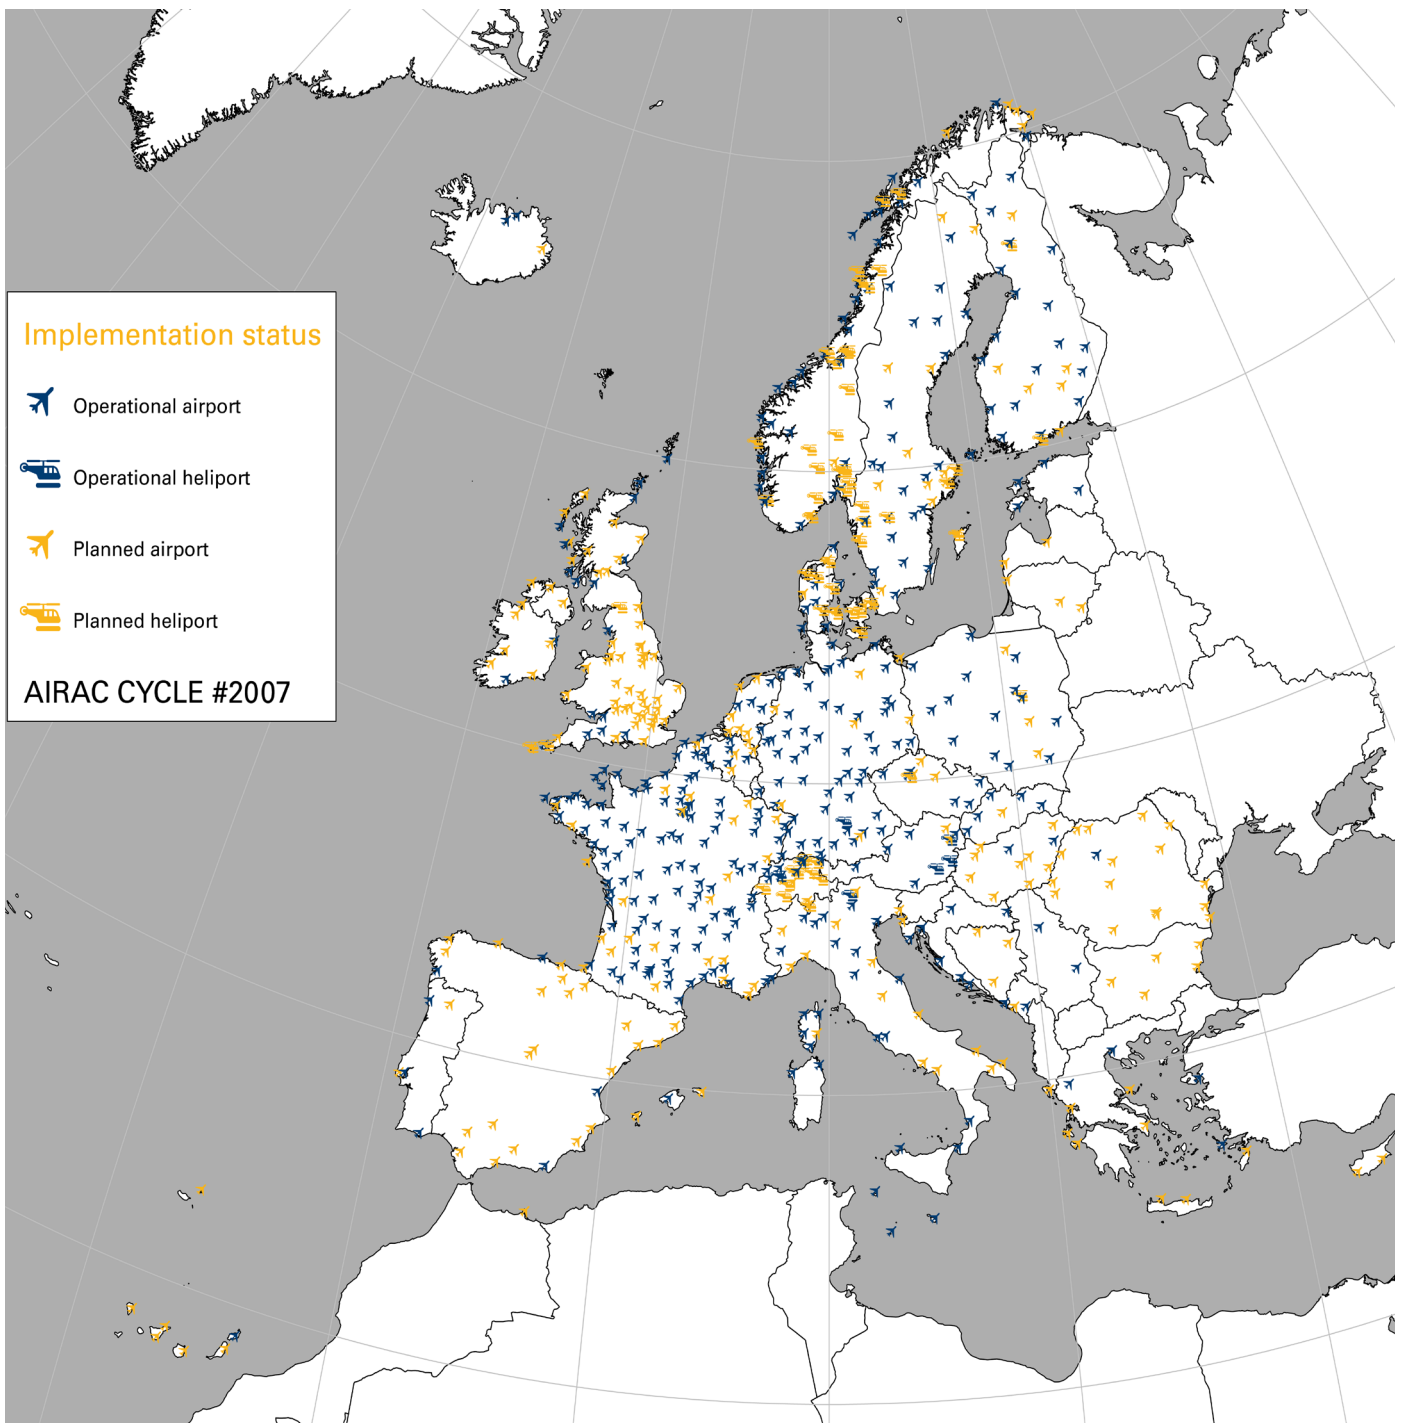 Implementation status
Operational airport
Operational heliport
Planned airport
Planned heliport
AIRAC CYCLE #2007